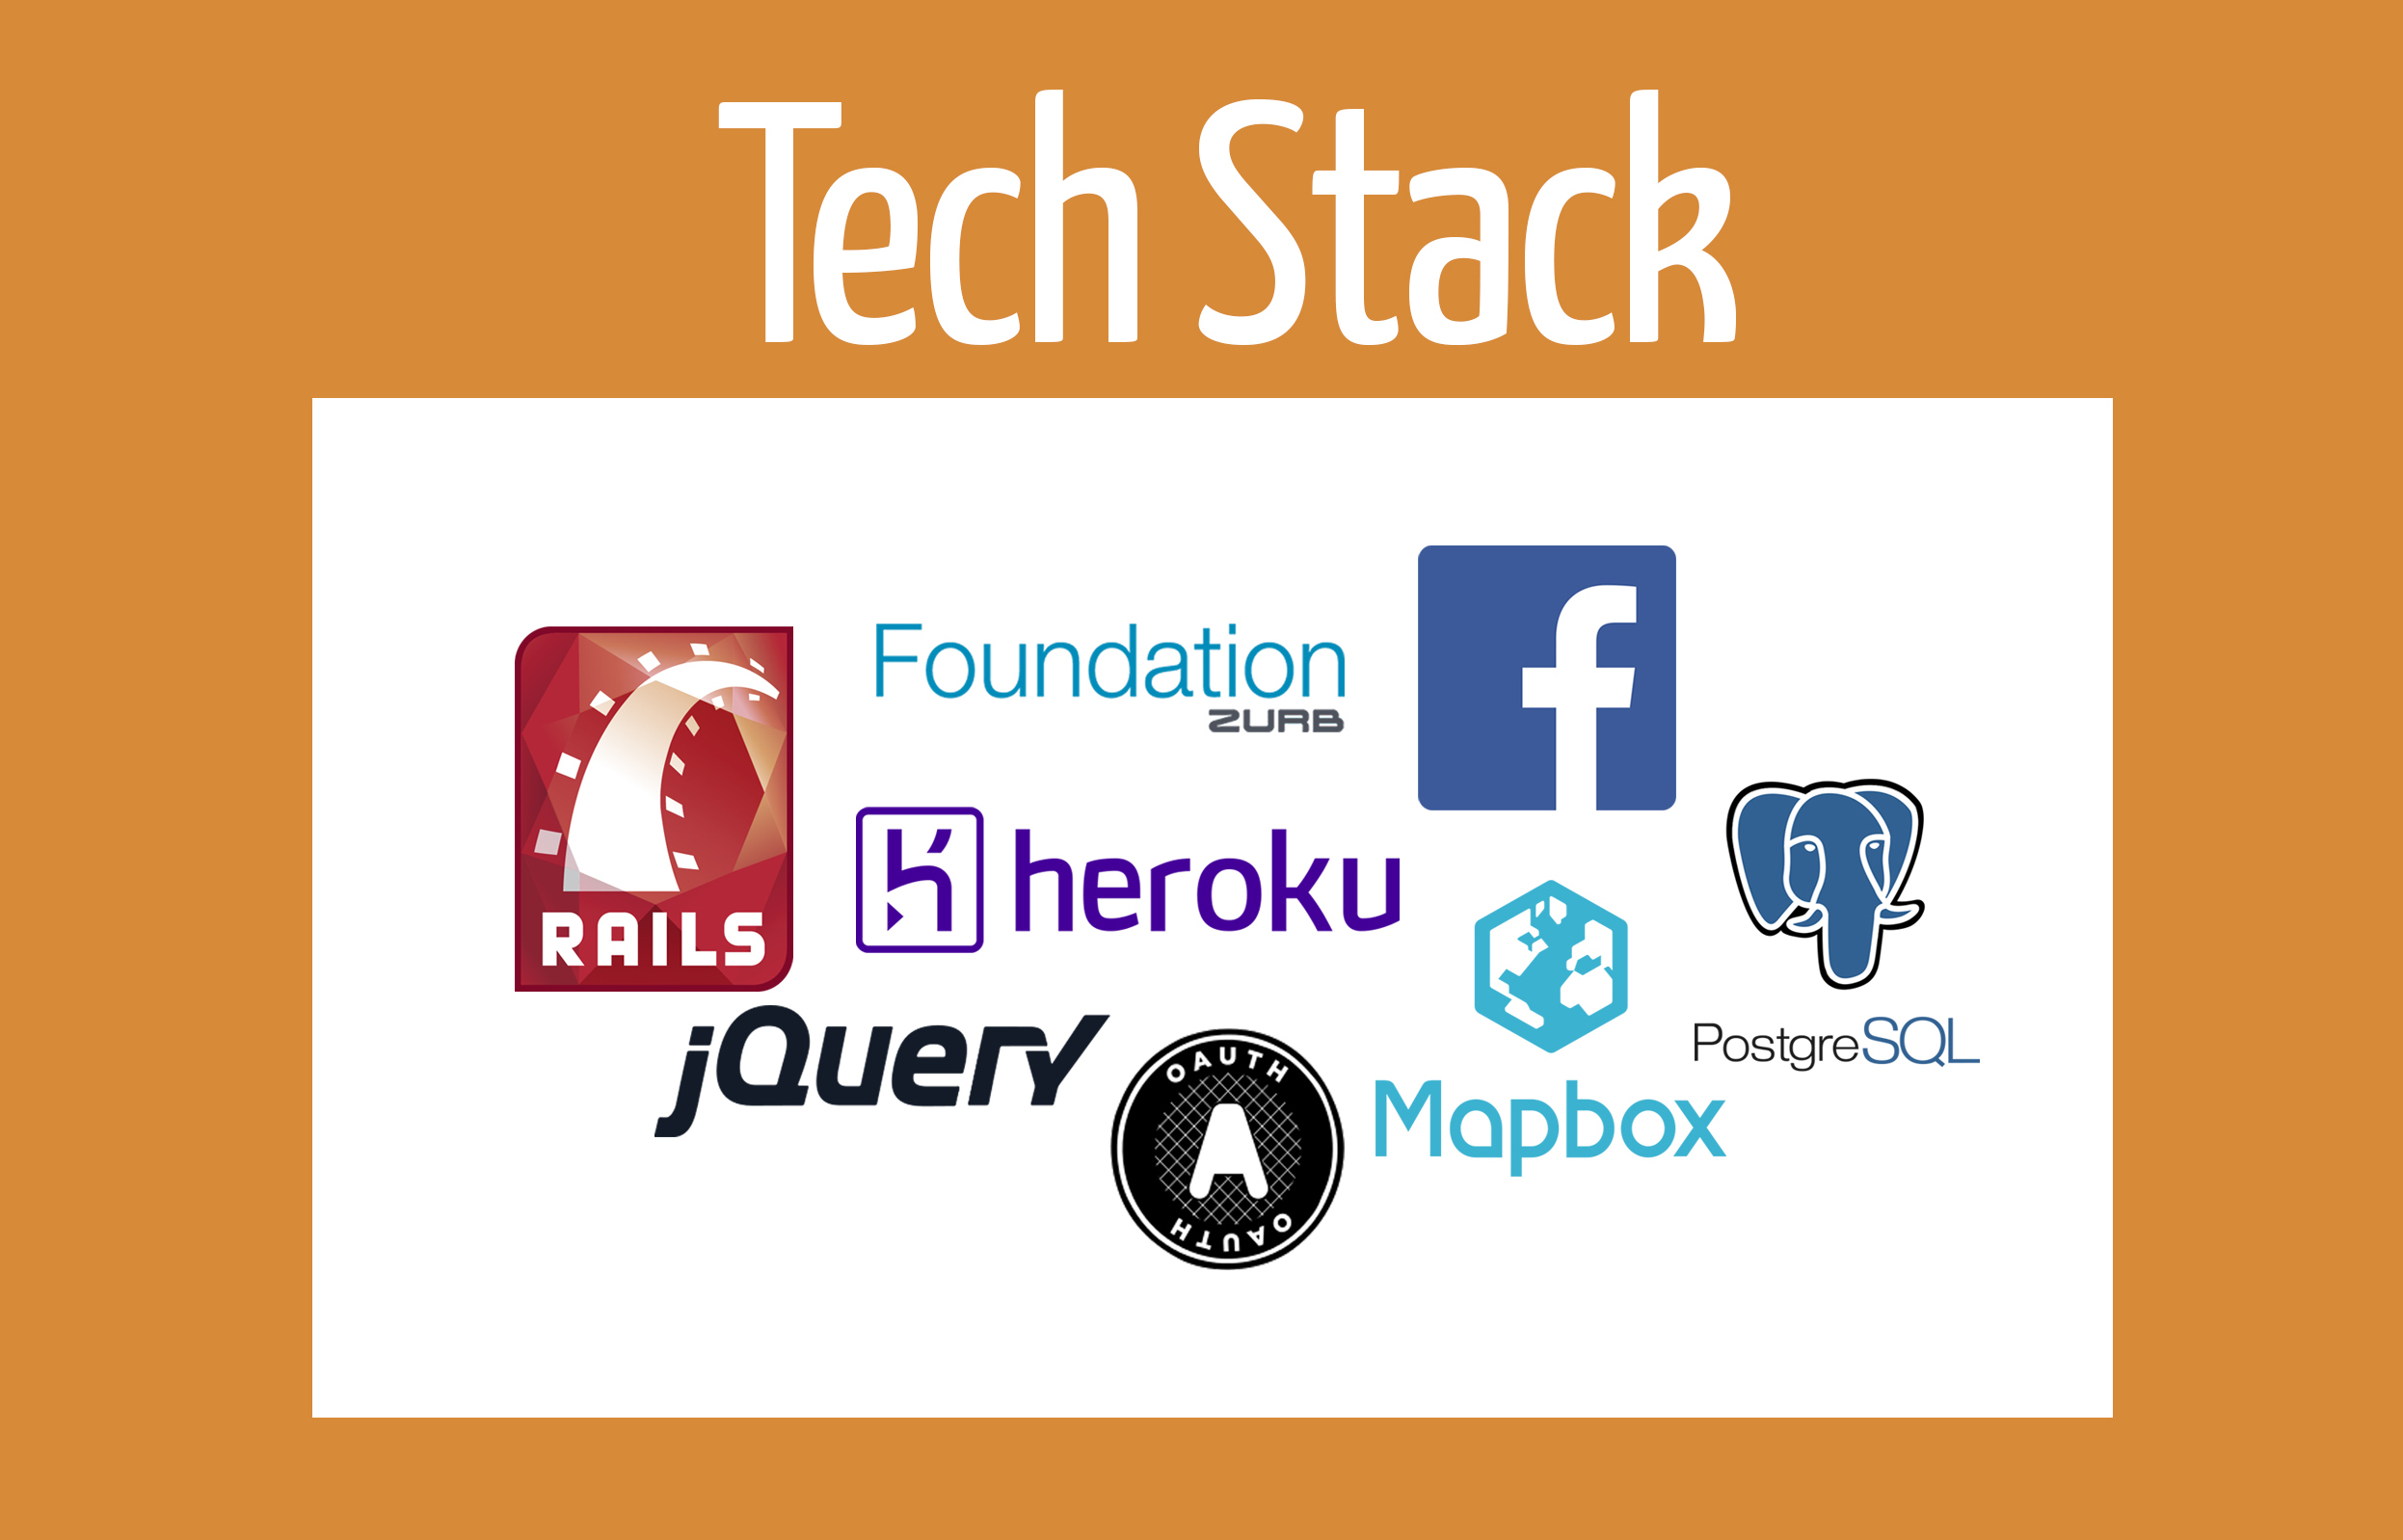 Tech Stack
Foundation
ZURB
RAILS
heroku
PostgreSQL
jQuery
OAUTH
OAUTH
Mapbox